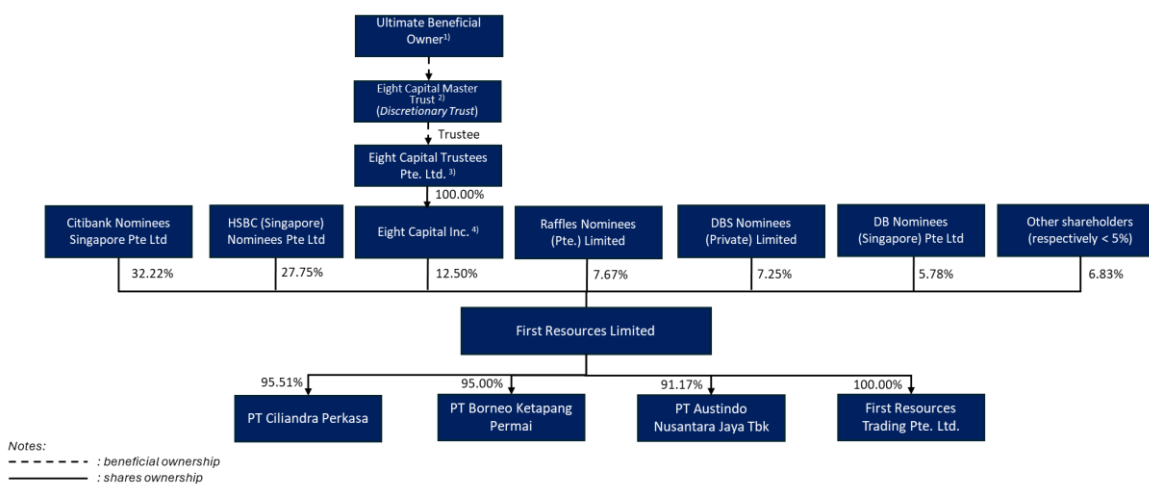 Ultimate Beneficial
Owner1)
Eight Capital Master
Trust 2)
(Discretionary Trust)
Trustee
Eight Capital Trustees
Pte. Ltd. 3)
100.00%
Citibank Nominees
Singapore Pte Ltd
HSBC (Singapore)
Nominees Pte Ltd
Eight Capital Inc. 4)
Raffles Nominees
(Pte.) Limited
DBS Nominees
(Private) Limited
DB Nominees
(Singapore) Pte Ltd
Other shareholders
(respectively < 5%)
32.22%
27.75%
12.50%
7.67%
7.25%
5.78%
6.83%
First Resources Limited
95.51%
95.00%
91.17%
100.00%
PT Ciliandra Perkasa
PT Borneo Ketapang
Permai
PT Austindo
Nusantara Jaya Tbk
First Resources
Trading Pte. Ltd.
Notes:
: beneficial ownership
: shares ownership